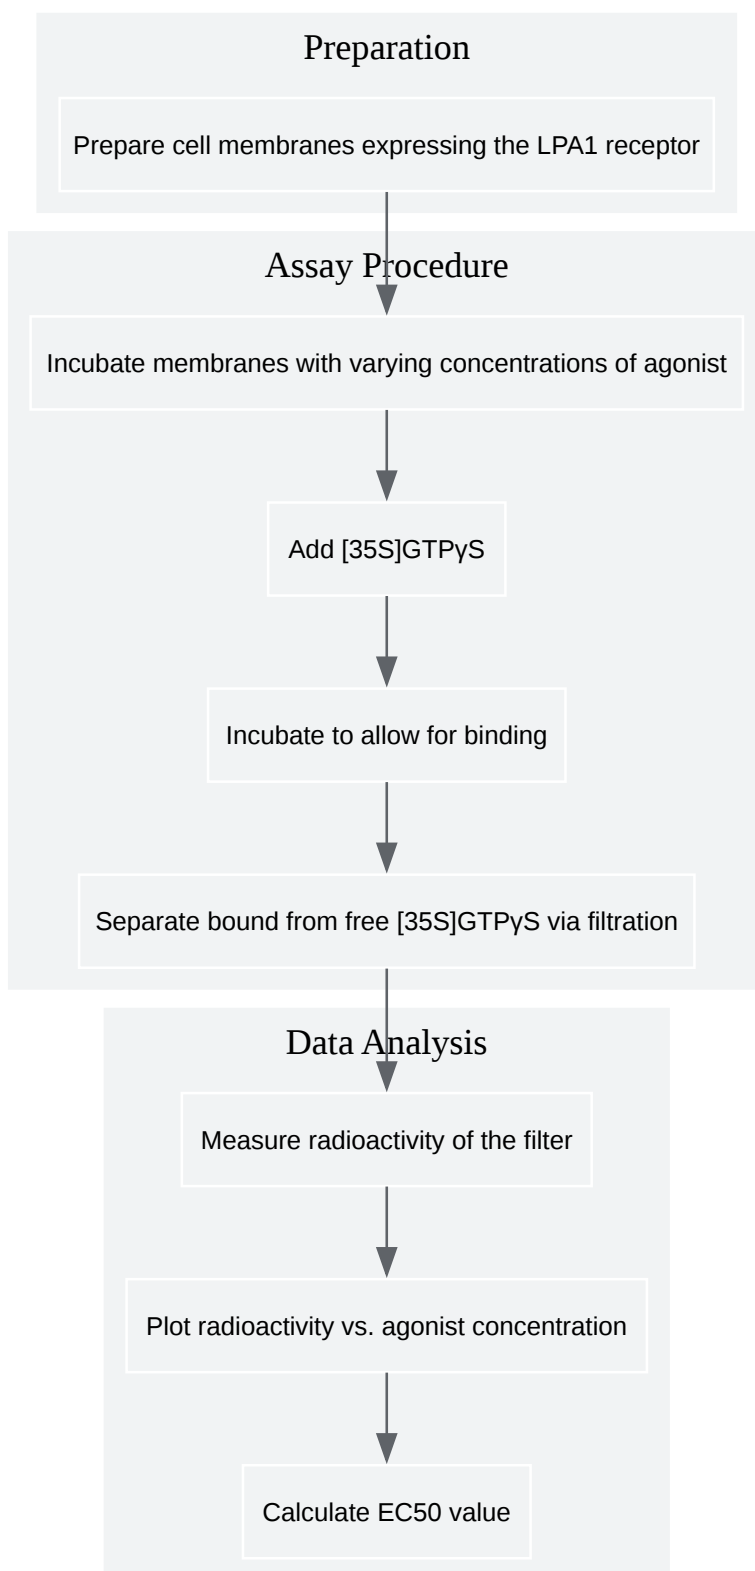 Preparation
Prepare cell membranes expressing the LPA1 receptor
Assay Procedure
Incubate membranes with varying concentrations of agonist
Add [35S]GTPγS
Incubate to allow for binding
Separate bound from free [35S]GTPγS via filtration
Data Analysis
Measure radioactivity of the filter
Plot radioactivity vs. agonist concentration
Calculate EC50 value